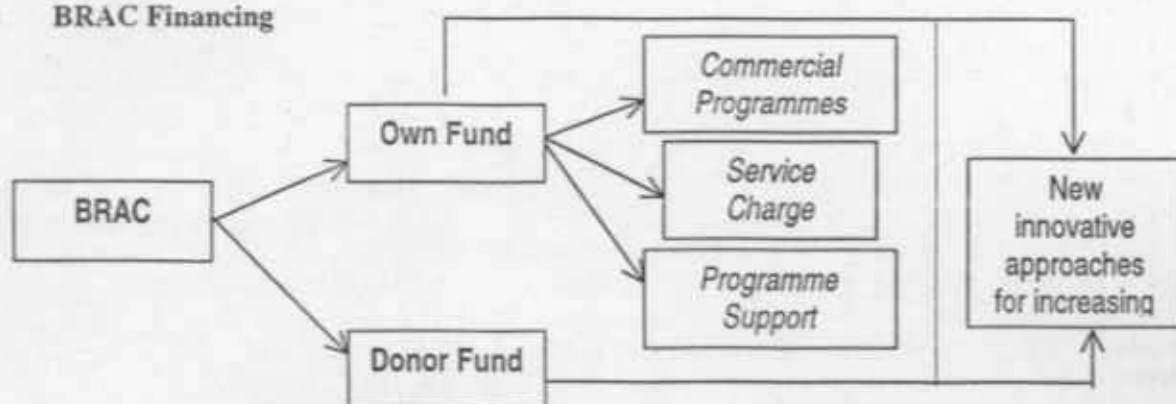 BRAC Financing
Commercial
Programmes
Own Fund
Service
Charge
BRAC
New
innovative
approaches
for increasing
Programme
Support
Donor Fund